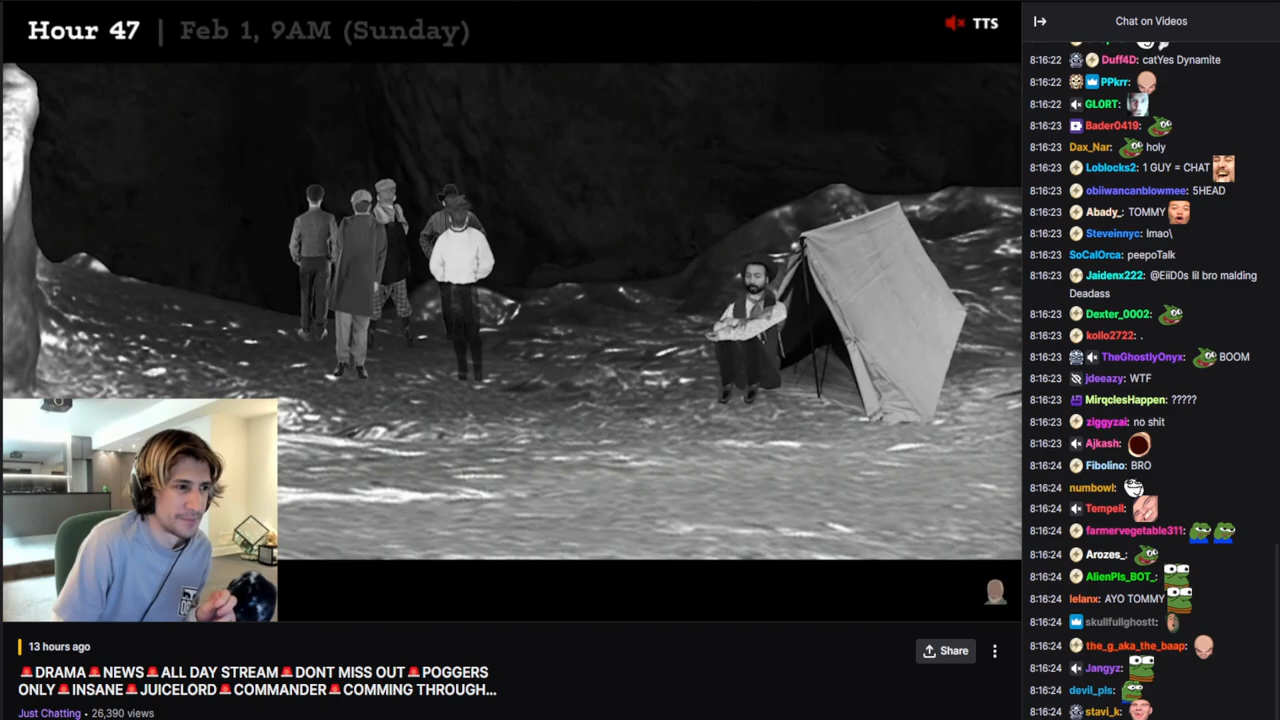 Hour 47 | Feb 1, 9AM (Sunday)
TTS
13 hours ago
Share
🚨DRAMA🚨NEWS🚨ALL DAY STREAM🚨DONT MISS OUT🚨POGGERS
ONLY🚨INSANE🚨JUICELORD🚨COMMANDER🚨COMMING THROUGH...
Just Chatting • 26,390 views
Chat on Videos
8:16:22 Duff4D: catYes Dynamite
8:16:22 PPkrr:
8:16:22 GL0RT:
8:16:23 Bader0419:
8:16:23 Dax_Nar: holy
8:16:23 Loblocks2: 1 GUY = CHAT
8:16:23 obiiwancanblowmee: 5HEAD
8:16:23 Abady_: TOMMY
8:16:23 Steveinnyc: lmao\
8:16:23 SoCalOrca: peepoTalk
8:16:23 Jaidenx222: @EiiD0s lil bro malding
Deadass
8:16:23 Dexter_0002:
8:16:23 kollo2722: .
8:16:23 TheGhostlyOnyx: BOOM
8:16:23 jdeeazy: WTF
8:16:23 MirqclesHappen: ?????
8:16:23 ziggyzai: no shit
8:16:23 Ajkash:
8:16:24 Fibolino: BRO
8:16:24 numbowl:
8:16:24 Tempell:
8:16:24 farmervegetable311:
8:16:24 Arozes_:
8:16:24 AlienPls_BOT_:
8:16:24 lelanx: AYO TOMMY
8:16:24 skullfullghostt:
8:16:24 the_g_aka_the_baap:
8:16:24 Jangyz:
8:16:24 devil_pls:
8:16:24 stavi_k: